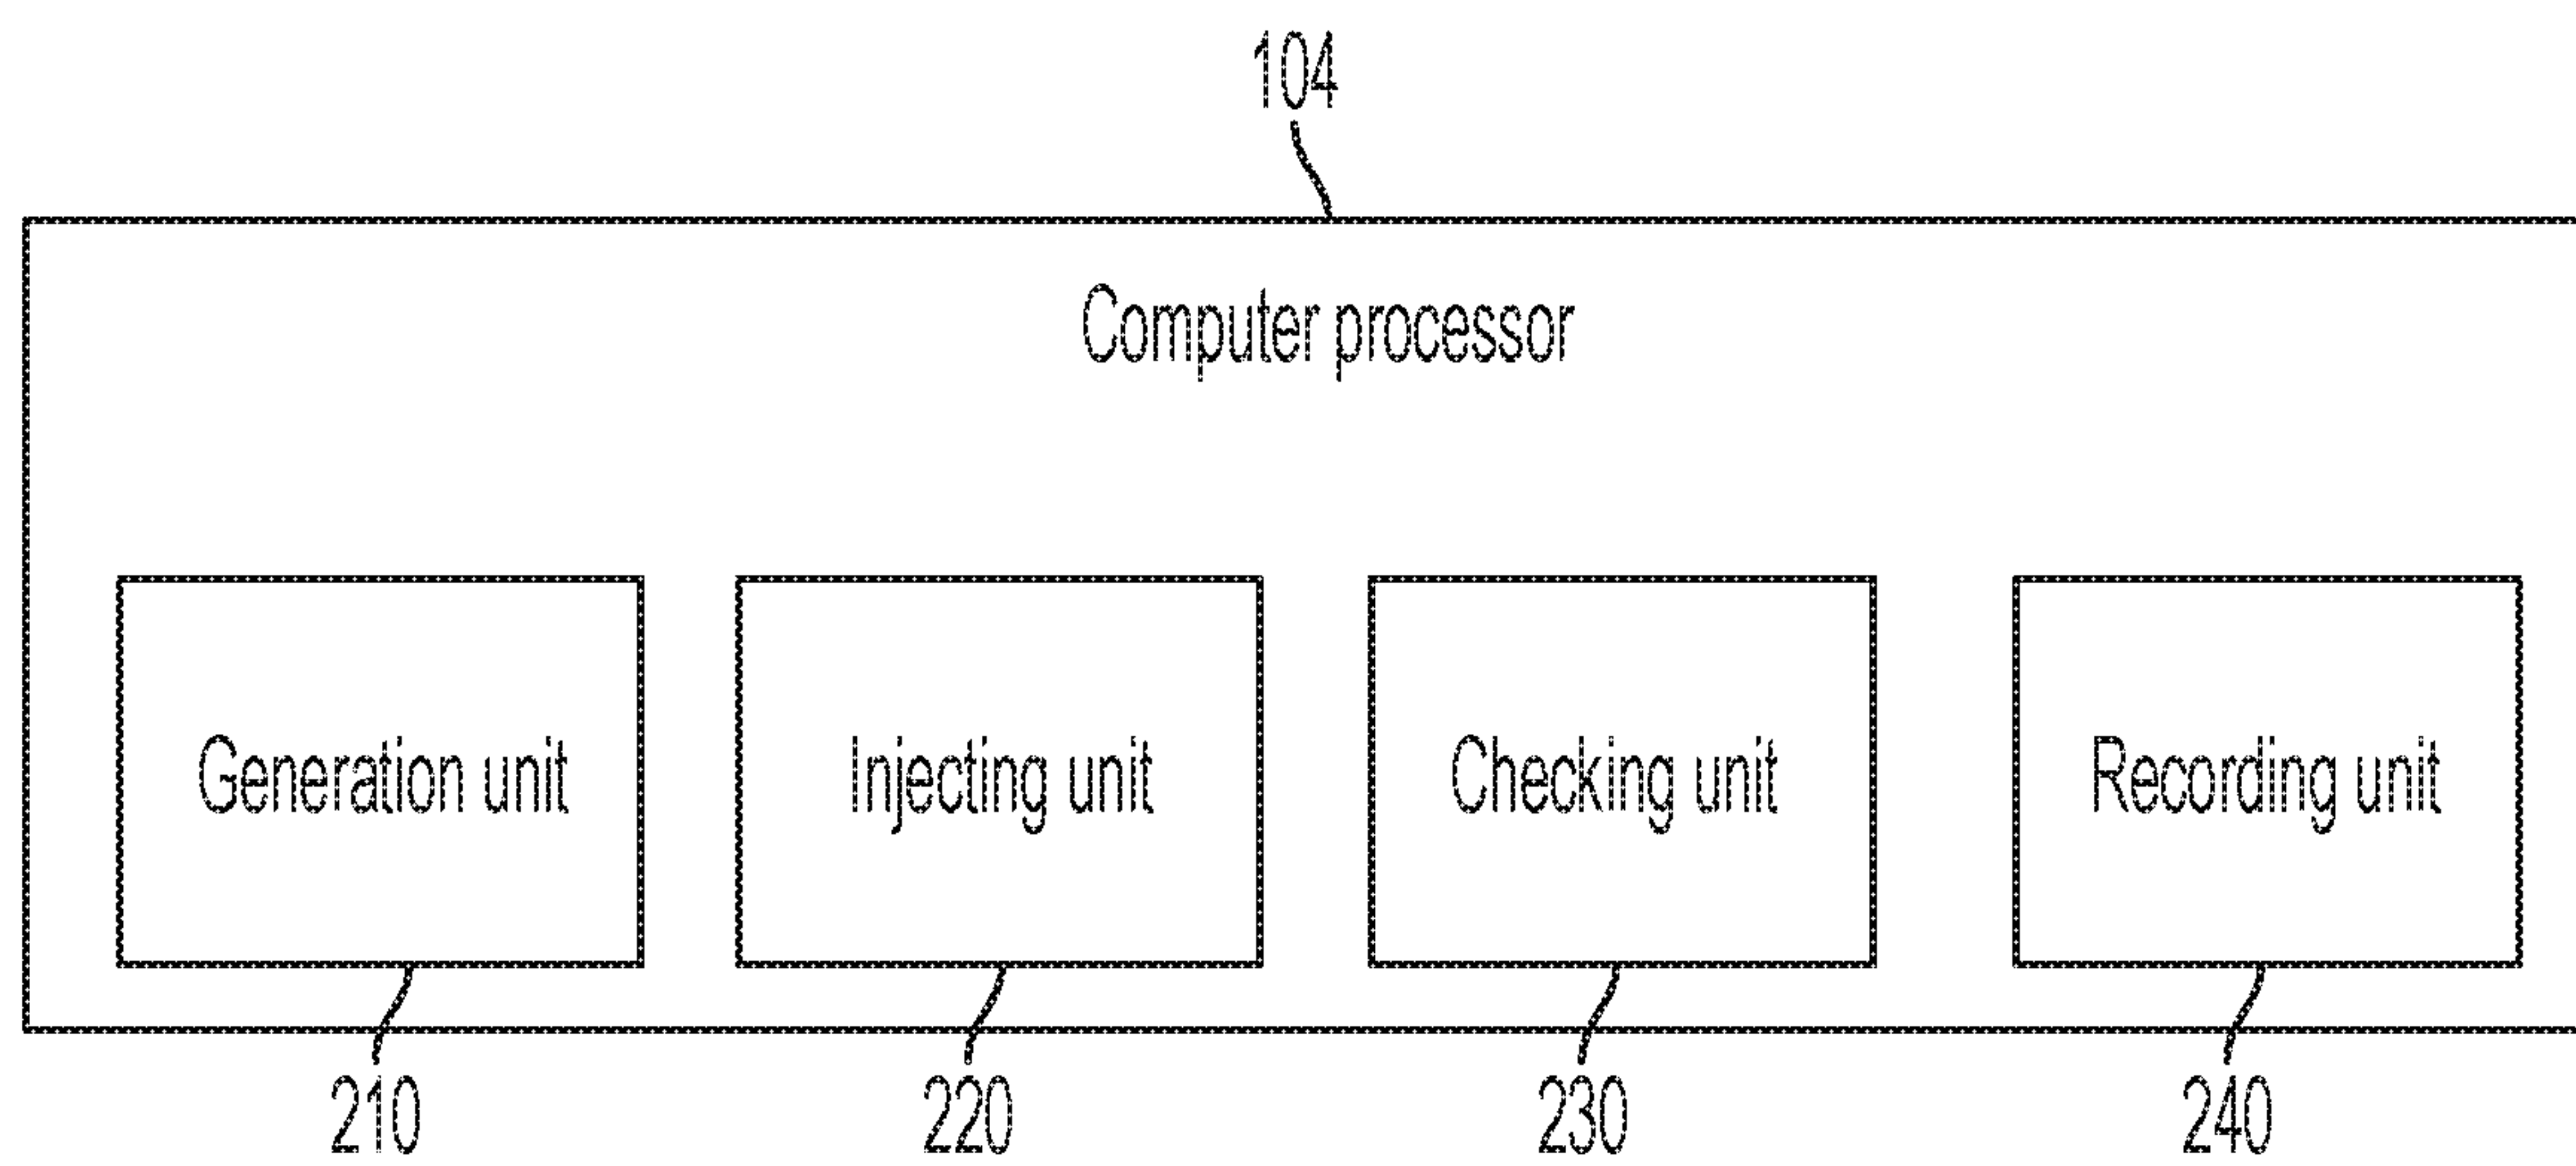 104
Computer processor
Generation unit
Injecting unit
Checking unit
Recording unit
210
220
230
240